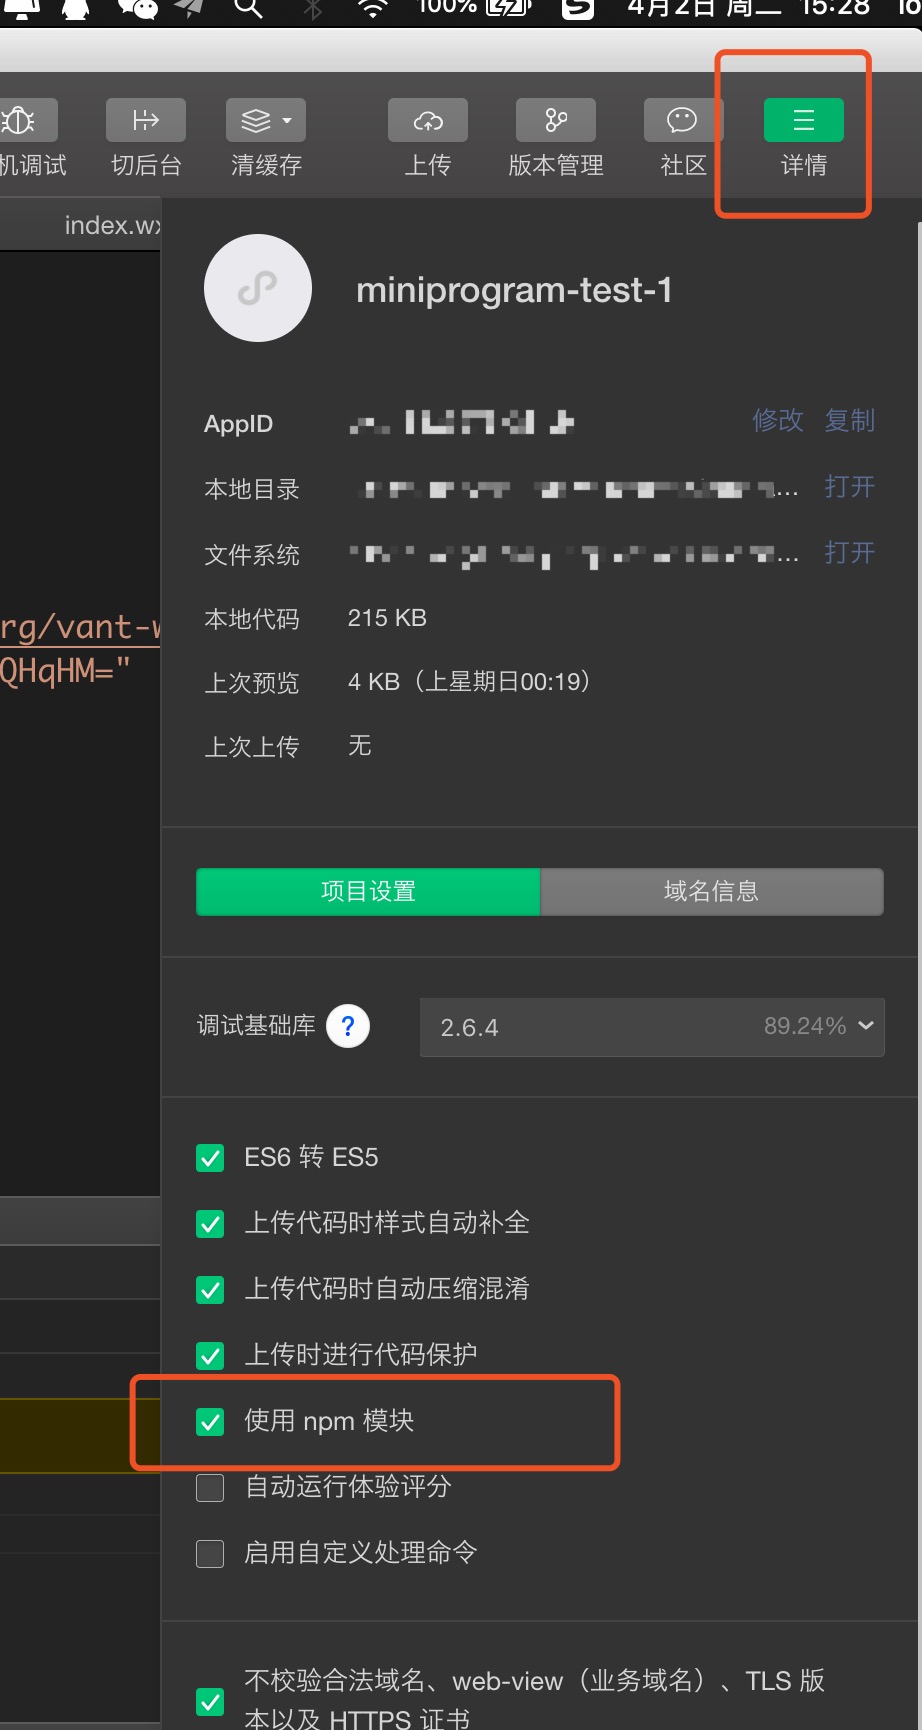 100% 4月2日 周二 15:28
机调试 切后台 清缓存 上传 版本管理 社区 详情
index.wx
miniprogram-test-1
AppID 修改 复制
本地目录 ... 打开
文件系统 ... 打开
rg/vant-w
本地代码 215 KB
QHqHM="
上次预览 4 KB（上星期日00:19）
上次上传 无
项目设置 域名信息
调试基础库 ? 2.6.4 89.24%
ES6 转 ES5
上传代码时样式自动补全
上传代码时自动压缩混淆
上传时进行代码保护
使用 npm 模块
自动运行体验评分
启用自定义处理命令
不校验合法域名、web-view（业务域名）、TLS 版
本以及 HTTPS 证书